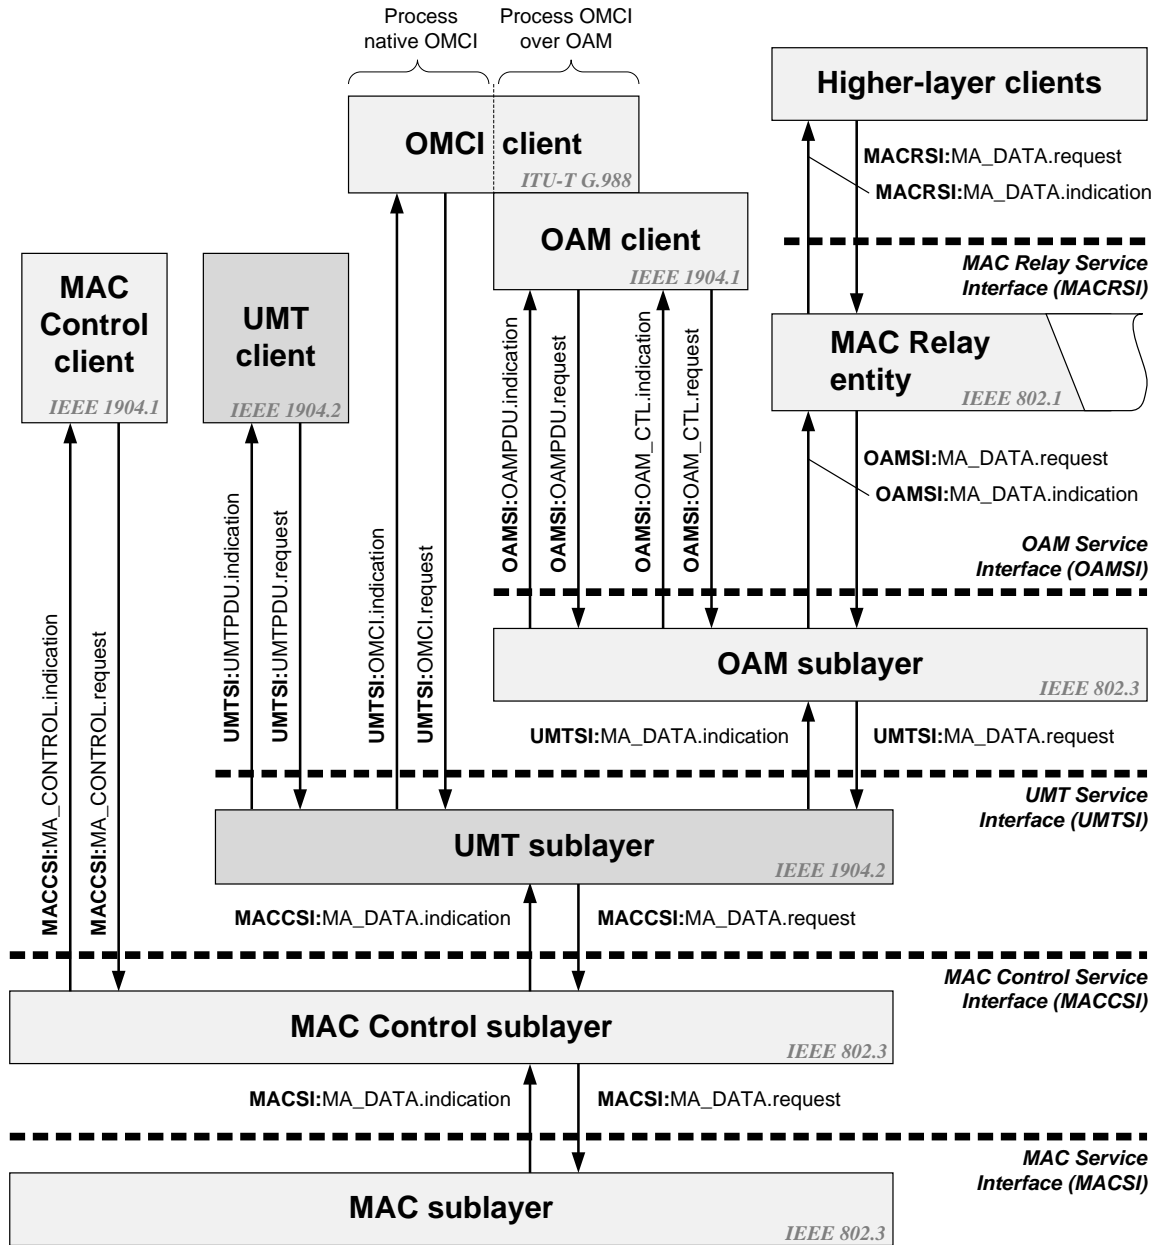 Process
native OMCI
Process OMCI
over OAM
OMCI client
ITU-T G.988
Higher-layer clients
MACRSI:MA_DATA.request
MACRSI:MA_DATA.indication
OAM client
IEEE 1904.1
MAC Relay Service
Interface (MACRSI)
MAC
Control
client
IEEE 1904.1
UMT
client
IEEE 1904.2
MAC Relay
entity
IEEE 802.1
OAMSI:MA_DATA.request
OAMSI:MA_DATA.indication
OAMSI:OAMPDU.indication
OAMSI:OAMPDU.request
OAMSI:OAM_CTL.indication
OAMSI:OAM_CTL.request
OAM Service
Interface (OAMSI)
MACCSI:MA_CONTROL.indication
MACCSI:MA_CONTROL.request
UMTSI:UMTPDU.indication
UMTSI:UMTPDU.request
UMTSI:OMCI.indication
UMTSI:OMCI.request
OAM sublayer
IEEE 802.3
UMTSI:MA_DATA.indication
UMTSI:MA_DATA.request
UMT Service
Interface (UMTSI)
UMT sublayer
IEEE 1904.2
MACCSI:MA_DATA.indication
MACCSI:MA_DATA.request
MAC Control Service
Interface (MACCSI)
MAC Control sublayer
IEEE 802.3
MACSI:MA_DATA.indication
MACSI:MA_DATA.request
MAC Service
Interface (MACSI)
MAC sublayer
IEEE 802.3